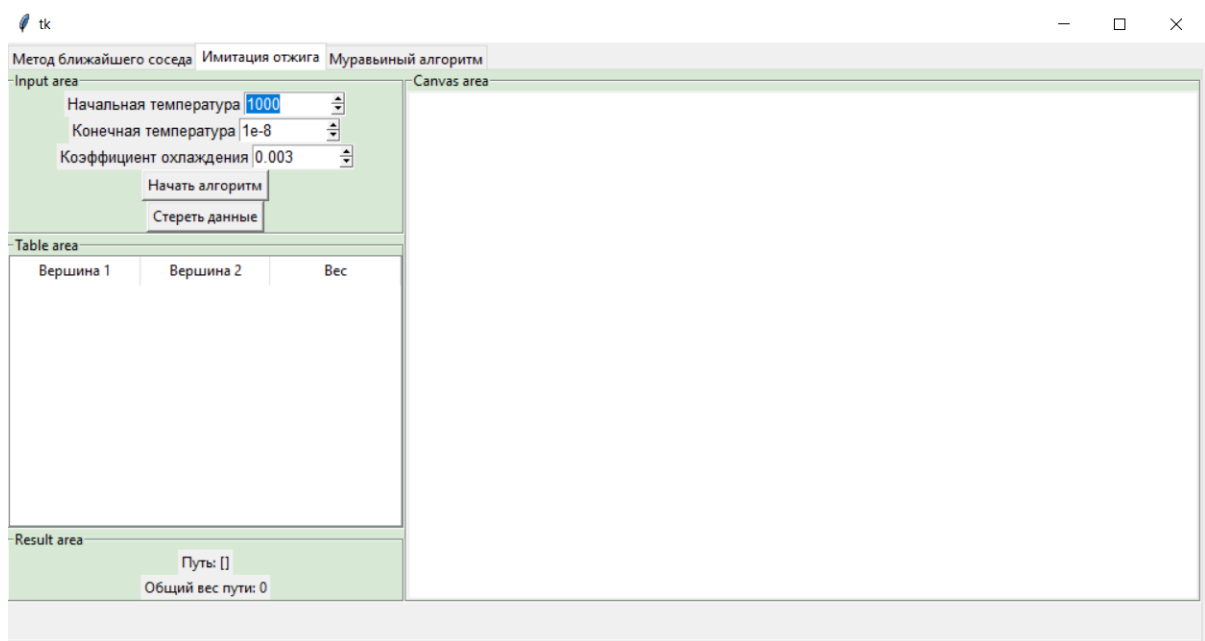 tk
Метод ближайшего соседа Имитация отжига Муравьиный алгоритм
Input area
Начальная температура 1000
Конечная температура 1e-8
Коэффициент охлаждения 0.003
Начать алгоритм
Стереть данные
Table area
Вершина 1 Вершина 2 Вес
Result area
Путь: []
Общий вес пути: 0
Canvas area